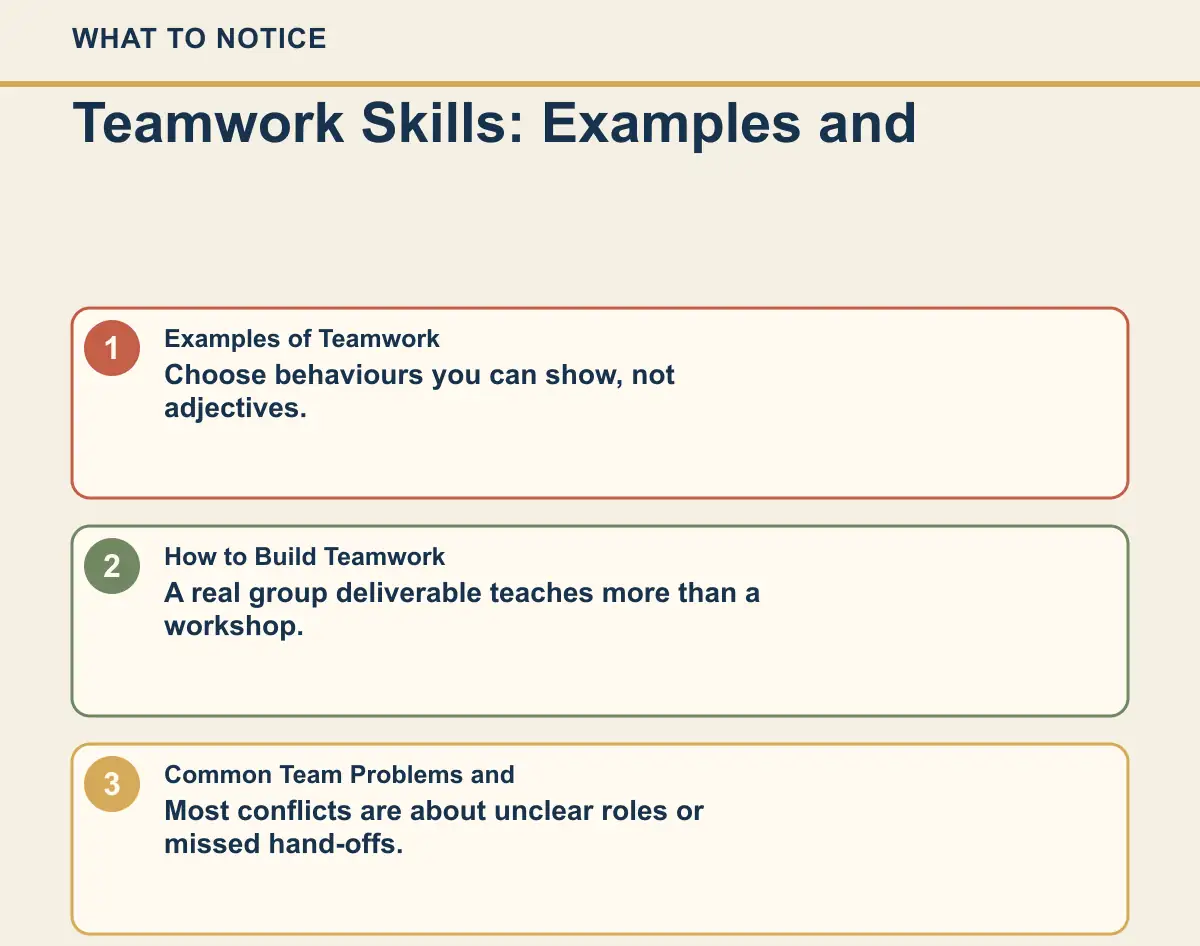 WHAT TO NOTICE
Teamwork Skills: Examples and
1
Examples of Teamwork
Choose behaviours you can show, not
adjectives.
2
How to Build Teamwork
A real group deliverable teaches more than a
workshop.
3
Common Team Problems and
Most conflicts are about unclear roles or
missed hand-offs.